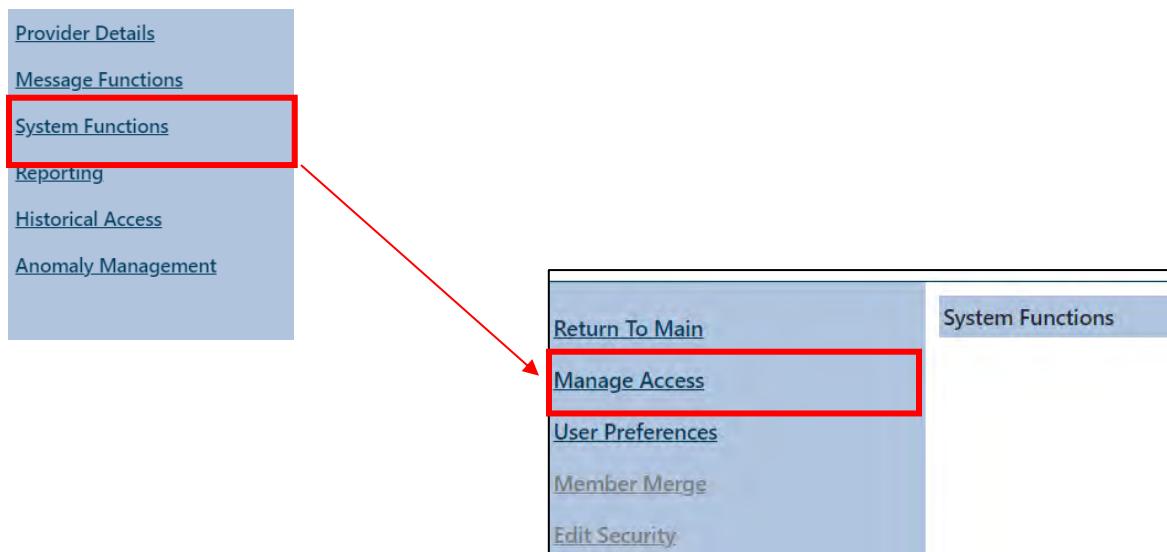 Provider Details
Message Functions
System Functions
Reporting
Historical Access
Anomaly Management
Return To Main
System Functions
Manage Access
User Preferences
Member Merge
Edit Security